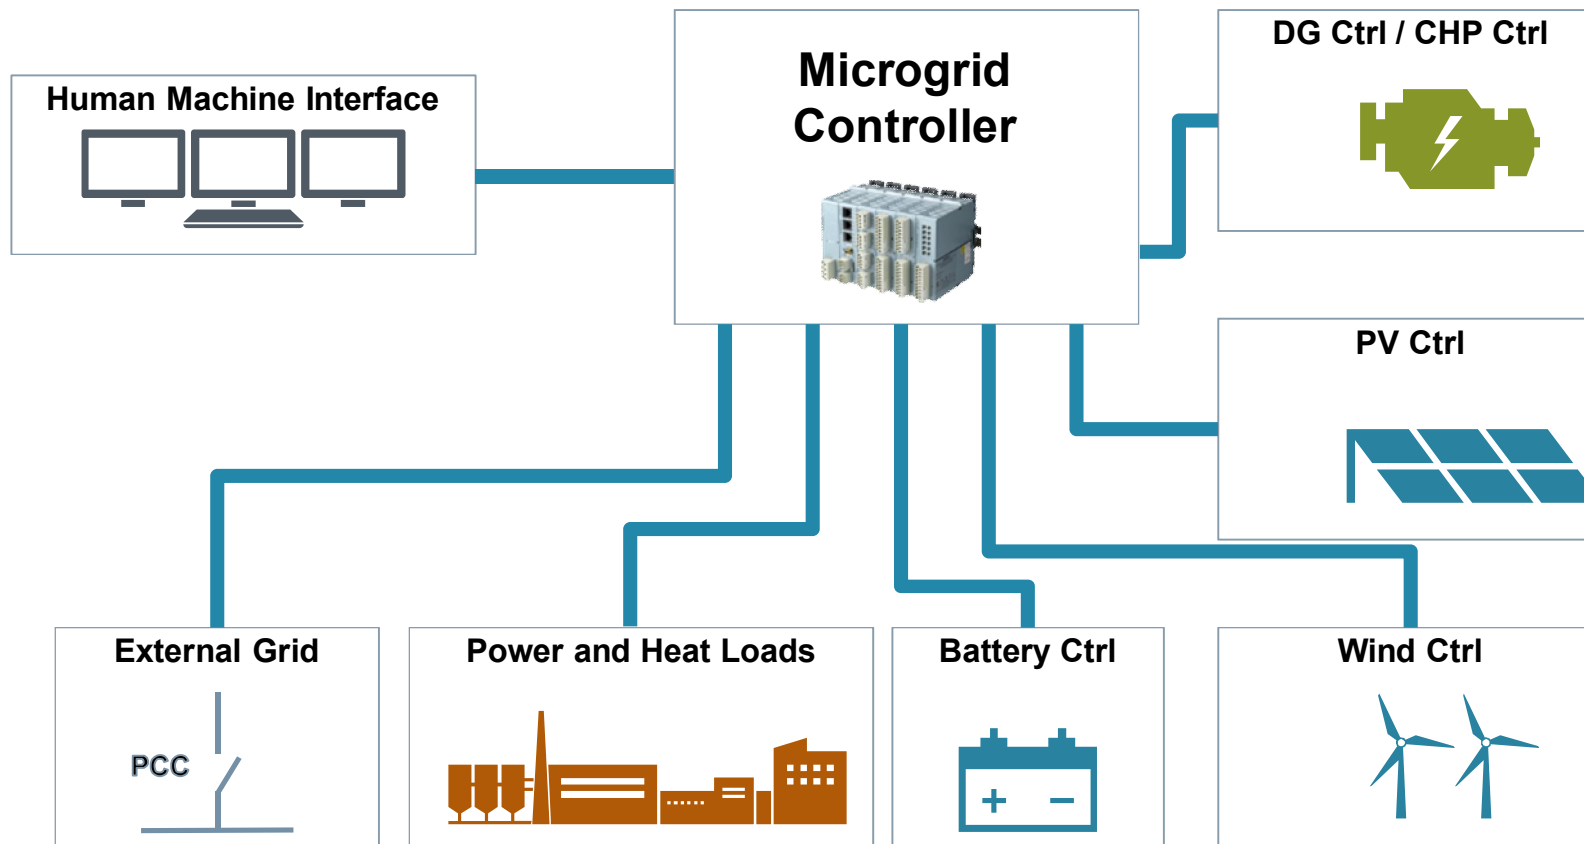 Human Machine Interface
Microgrid
Controller
DG Ctrl / CHP Ctrl
PV Ctrl
External Grid
PCC
Power and Heat Loads
Battery Ctrl
+ −
Wind Ctrl